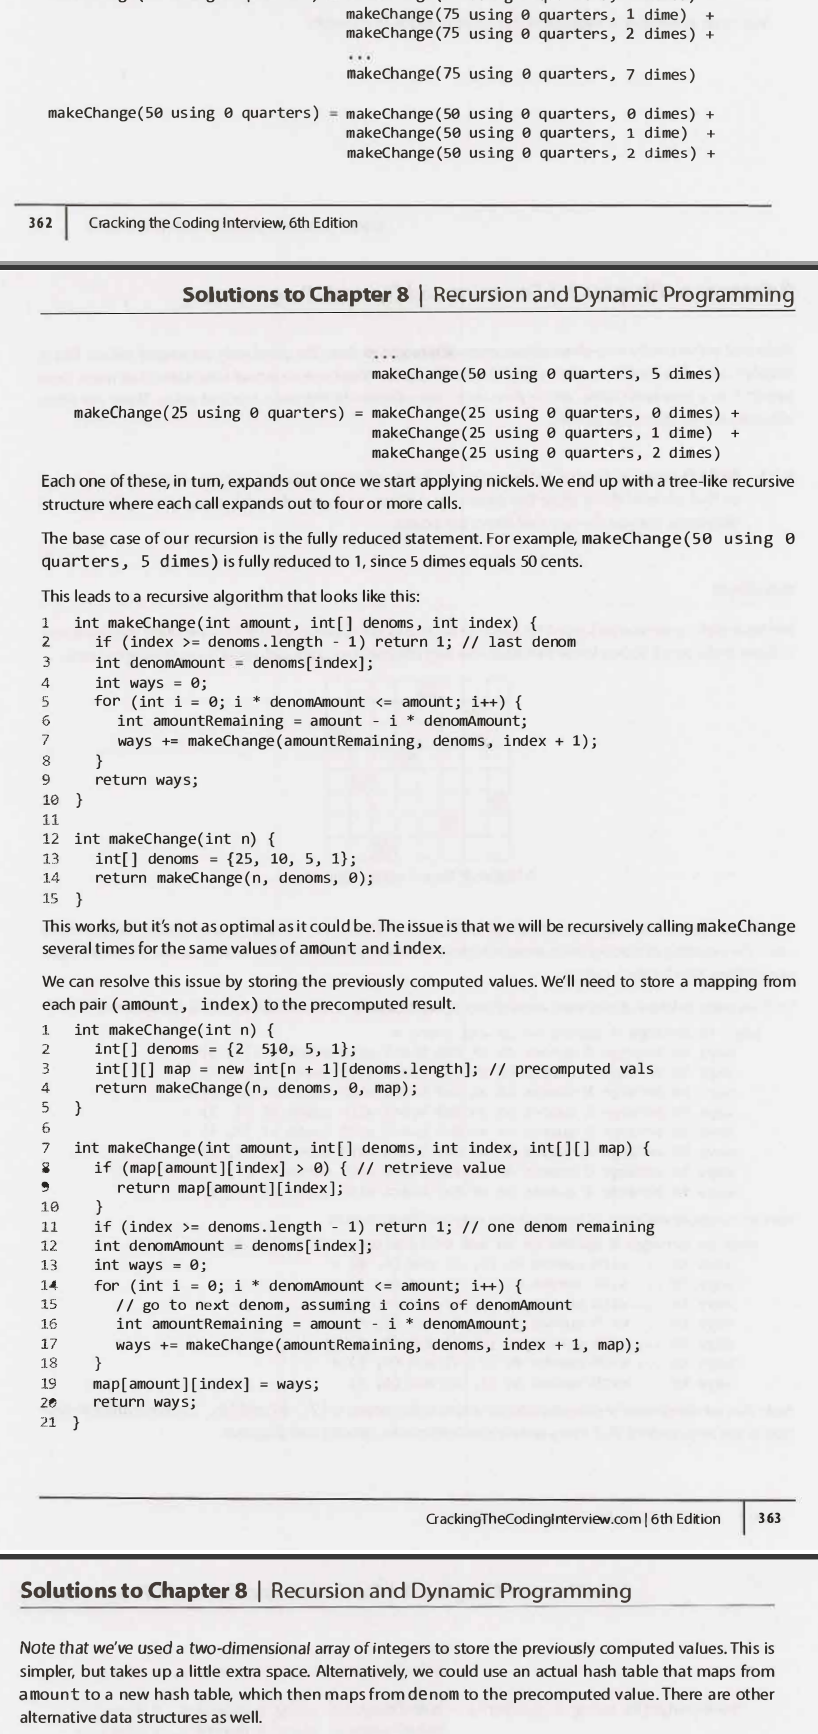 makeChange(75 using 0 quarters, 1 dime) +
makeChange(75 using 0 quarters, 2 dimes) +
...
makeChange(75 using 0 quarters, 7 dimes)
makeChange(50 using 0 quarters) = makeChange(50 using 0 quarters, 0 dimes) +
makeChange(50 using 0 quarters, 1 dime) +
makeChange(50 using 0 quarters, 2 dimes) +
362 | Cracking the Coding Interview, 6th Edition
Solutions to Chapter 8 | Recursion and Dynamic Programming
...
makeChange(50 using 0 quarters, 5 dimes)
makeChange(25 using 0 quarters) = makeChange(25 using 0 quarters, 0 dimes) +
makeChange(25 using 0 quarters, 1 dime) +
makeChange(25 using 0 quarters, 2 dimes)
Each one of these, in turn, expands out once we start applying nickels. We end up with a tree-like recursive
structure where each call expands out to four or more calls.
The base case of our recursion is the fully reduced statement. For example, makeChange(50 using 0
quarters, 5 dimes) is fully reduced to 1, since 5 dimes equals 50 cents.
This leads to a recursive algorithm that looks like this:
1 int makeChange(int amount, int[] denoms, int index) {
2 if (index >= denoms.length - 1) return 1; // last denom
3 int denomAmount = denoms[index];
4 int ways = 0;
5 for (int i = 0; i * denomAmount <= amount; i++) {
6 int amountRemaining = amount - i * denomAmount;
7 ways += makeChange(amountRemaining, denoms, index + 1);
8 }
9 return ways;
10 }
11
12 int makeChange(int n) {
13 int[] denoms = {25, 10, 5, 1};
14 return makeChange(n, denoms, 0);
15 }
This works, but it's not as optimal as it could be. The issue is that we will be recursively calling makeChange
several times for the same values of amount and index.
We can resolve this issue by storing the previously computed values. We'll need to store a mapping from
each pair (amount, index) to the precomputed result.
1 int makeChange(int n) {
2 int[] denoms = {2 510, 5, 1};
3 int[][] map = new int[n + 1][denoms.length]; // precomputed vals
4 return makeChange(n, denoms, 0, map);
5 }
6
7 int makeChange(int amount, int[] denoms, int index, int[][] map) {
8 if (map[amount][index] > 0) { // retrieve value
9 return map[amount][index];
10 }
11 if (index >= denoms.length - 1) return 1; // one denom remaining
12 int denomAmount = denoms[index];
13 int ways = 0;
14 for (int i = 0; i * denomAmount <= amount; i++) {
15 // go to next denom, assuming i coins of denomAmount
16 int amountRemaining = amount - i * denomAmount;
17 ways += makeChange(amountRemaining, denoms, index + 1, map);
18 }
19 map[amount][index] = ways;
20 return ways;
21 }
CrackingTheCodingInterview.com | 6th Edition | 363
Solutions to Chapter 8 | Recursion and Dynamic Programming
Note that we've used a two-dimensional array of integers to store the previously computed values. This is
simpler, but takes up a little extra space. Alternatively, we could use an actual hash table that maps from
amount to a new hash table, which then maps from denom to the precomputed value. There are other
alternative data structures as well.